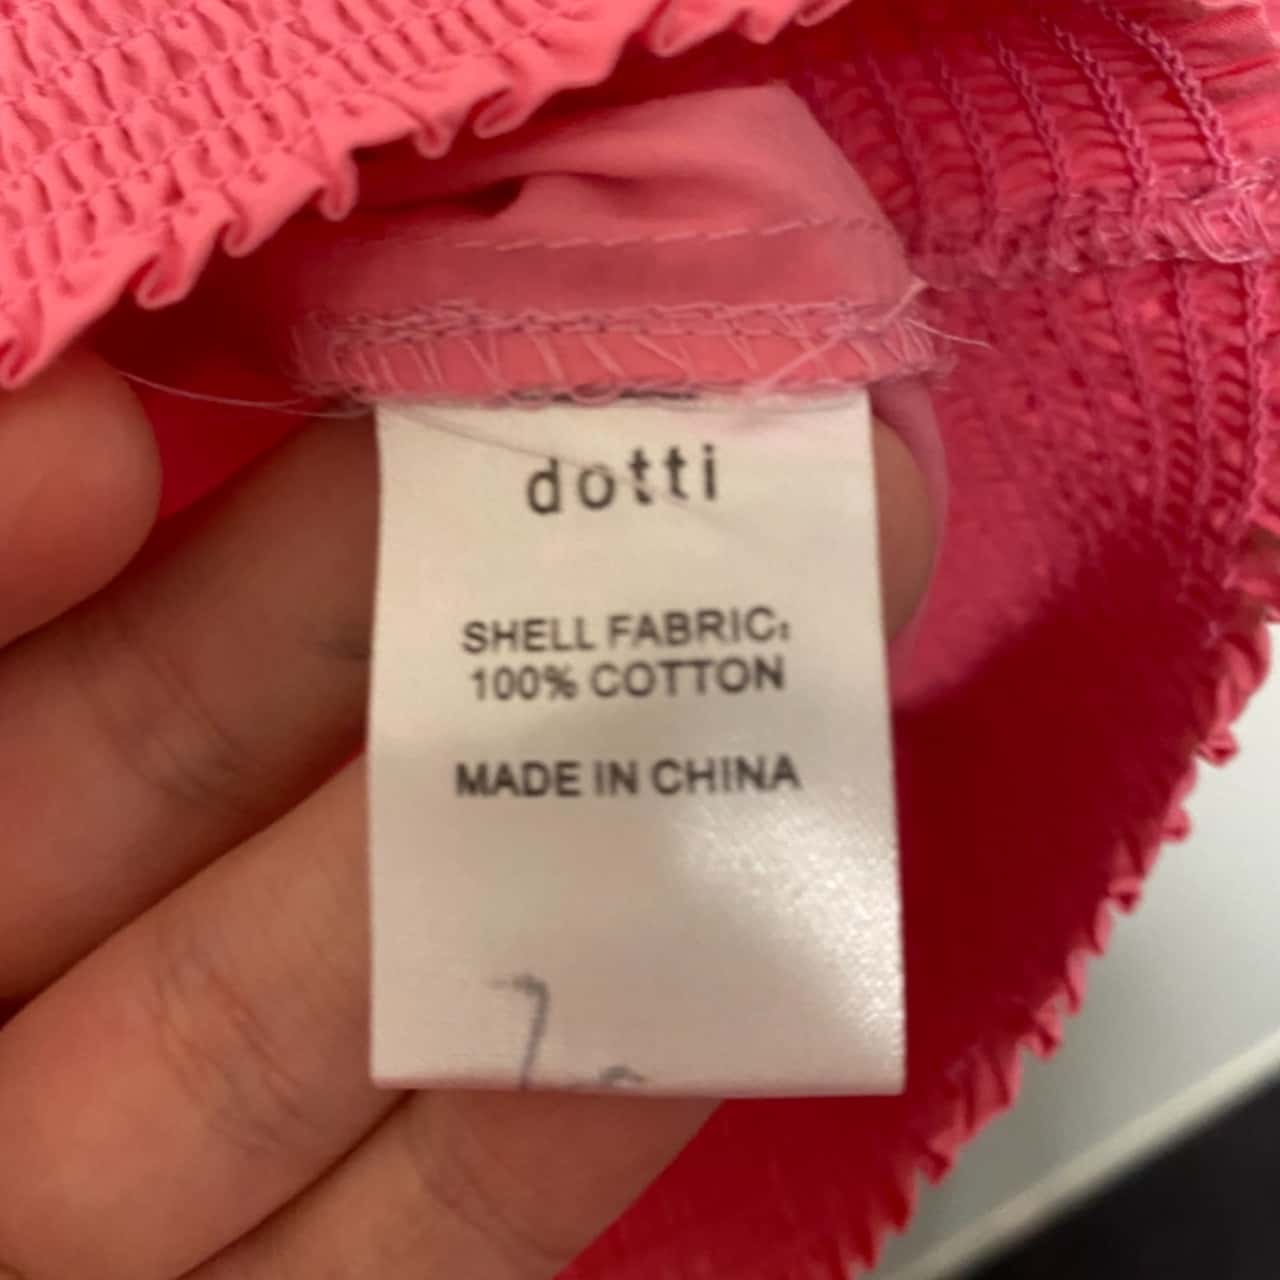 dotti
SHELL FABRIC:
100% COTTON
MADE IN CHINA